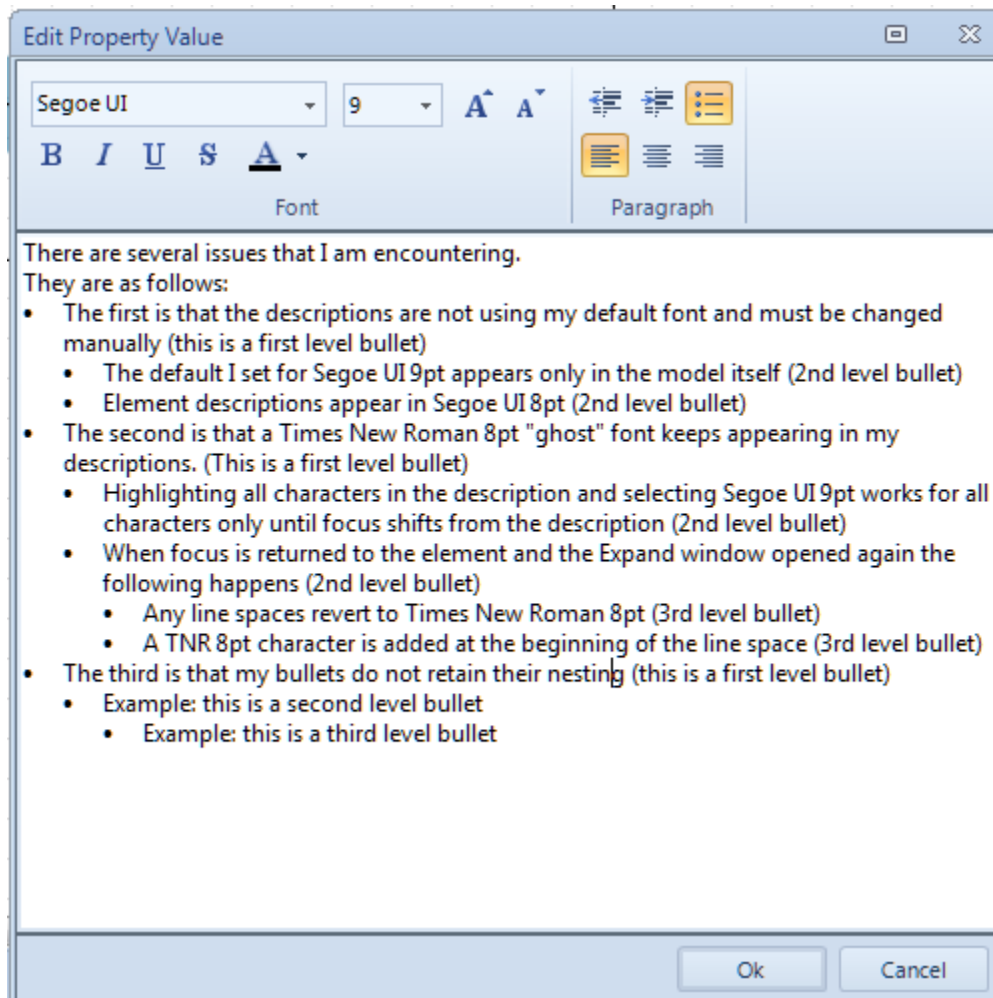 Edit Property Value
Segoe UI
9
A A
B I U S A
Font
Paragraph
There are several issues that I am encountering.
They are as follows:
• The first is that the descriptions are not using my default font and must be changed
manually (this is a first level bullet)
• The default I set for Segoe UI 9pt appears only in the model itself (2nd level bullet)
• Element descriptions appear in Segoe UI 8pt (2nd level bullet)
• The second is that a Times New Roman 8pt "ghost" font keeps appearing in my
descriptions. (This is a first level bullet)
• Highlighting all characters in the description and selecting Segoe UI 9pt works for all
characters only until focus shifts from the description (2nd level bullet)
• When focus is returned to the element and the Expand window opened again the
following happens (2nd level bullet)
• Any line spaces revert to Times New Roman 8pt (3rd level bullet)
• A TNR 8pt character is added at the beginning of the line space (3rd level bullet)
• The third is that my bullets do not retain their nesting (this is a first level bullet)
• Example: this is a second level bullet
• Example: this is a third level bullet
Ok
Cancel